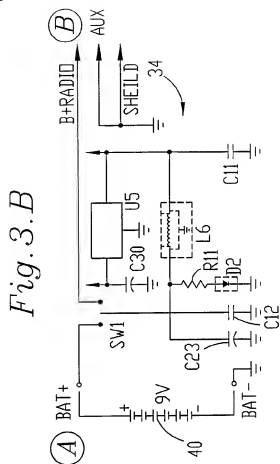 Fig.3.B
A
BAT+
40
9V
+
-
BAT-
SW1
C23
C12
C30
U5
R11
D2
L6
C11
34
B+RADIO
B
AUX
SHEILD